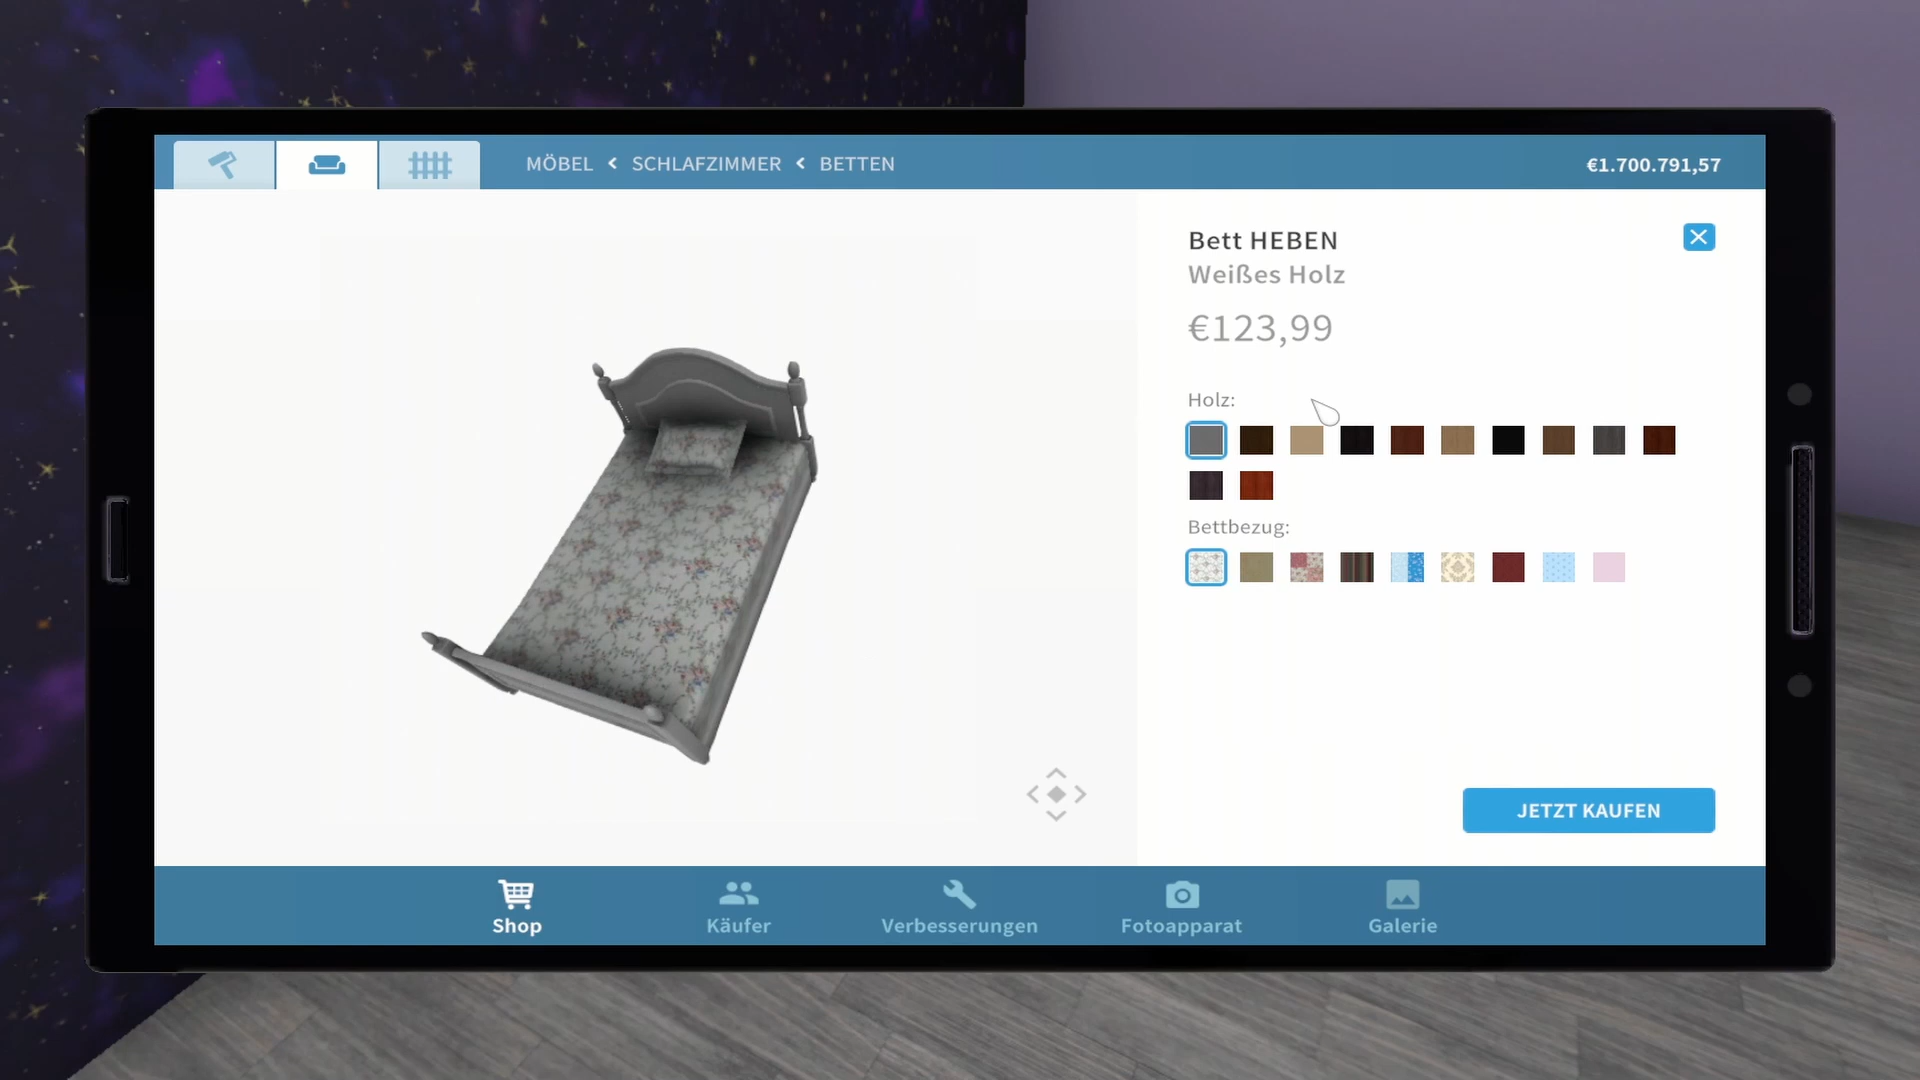 MÖBEL < SCHLAFZIMMER < BETTEN
€1.700.791,57
Bett HEBEN
Weißes Holz
€123,99
Holz:
Bettbezug:
JETZT KAUFEN
Shop
Käufer
Verbesserungen
Fotoapparat
Galerie